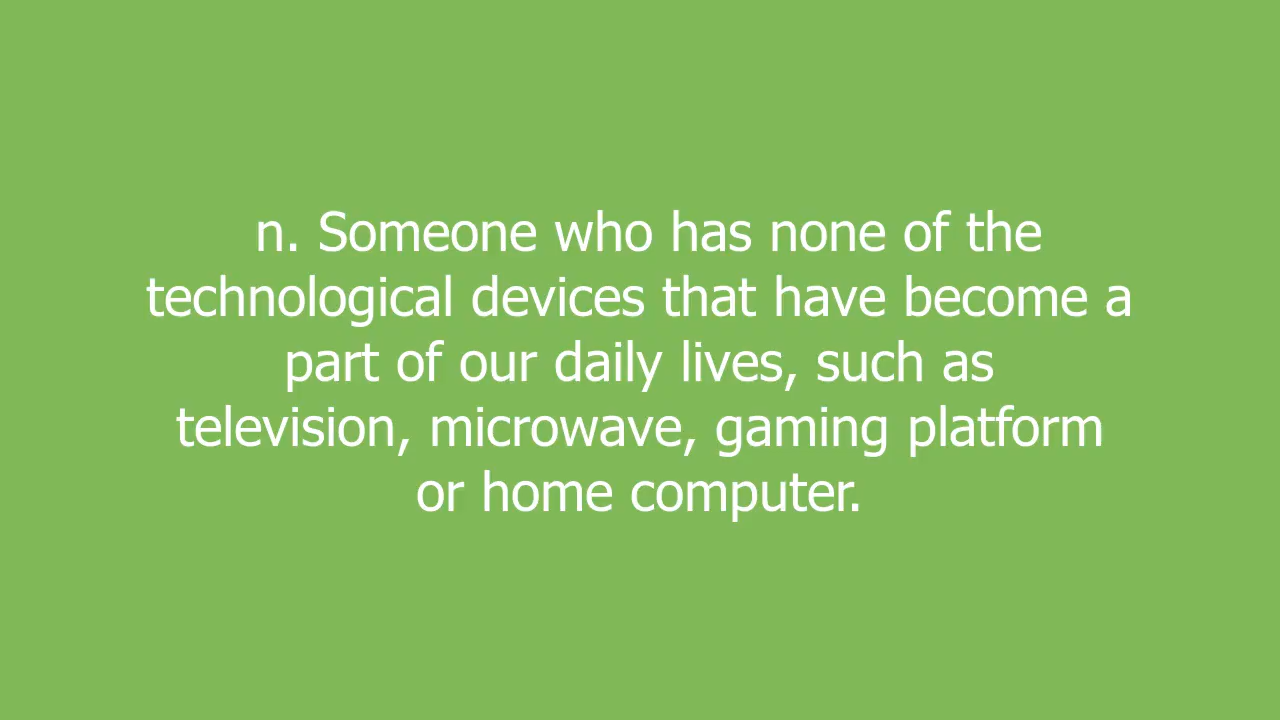 n. Someone who has none of the
technological devices that have become a
part of our daily lives, such as
television, microwave, gaming platform
or home computer.